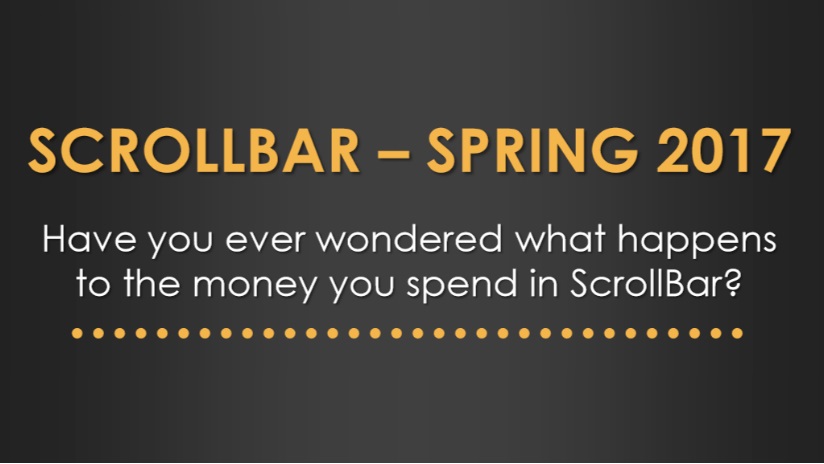 SCROLLBAR – SPRING 2017
Have you ever wondered what happens
to the money you spend in ScrollBar?